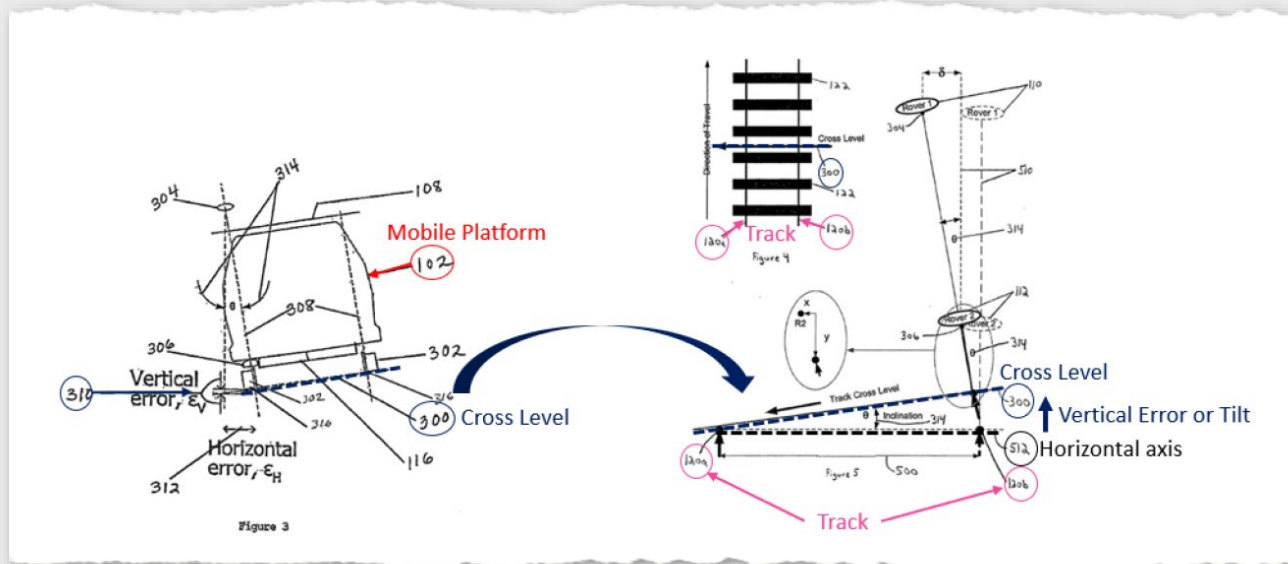 304
314
108
Mobile Platform
102
θ
308
306
302
310
Vertical
error, εV
302
316
316
300
Cross Level
Horizontal
error, εH
116
312
Figure 3
Direction of Travel
122
Cross Level
300
122
120a
Track
120b
Figure 4
δ
Rover 1
110
Rover 1
304
510
θ
314
112
Rover 2
Rover 2
306
θ
314
X
R2
y
Cross Level
Track Cross Level
300
θ
Inclination
314
Vertical Error or Tilt
512
Horizontal axis
120a
Figure 5
500
120b
Track